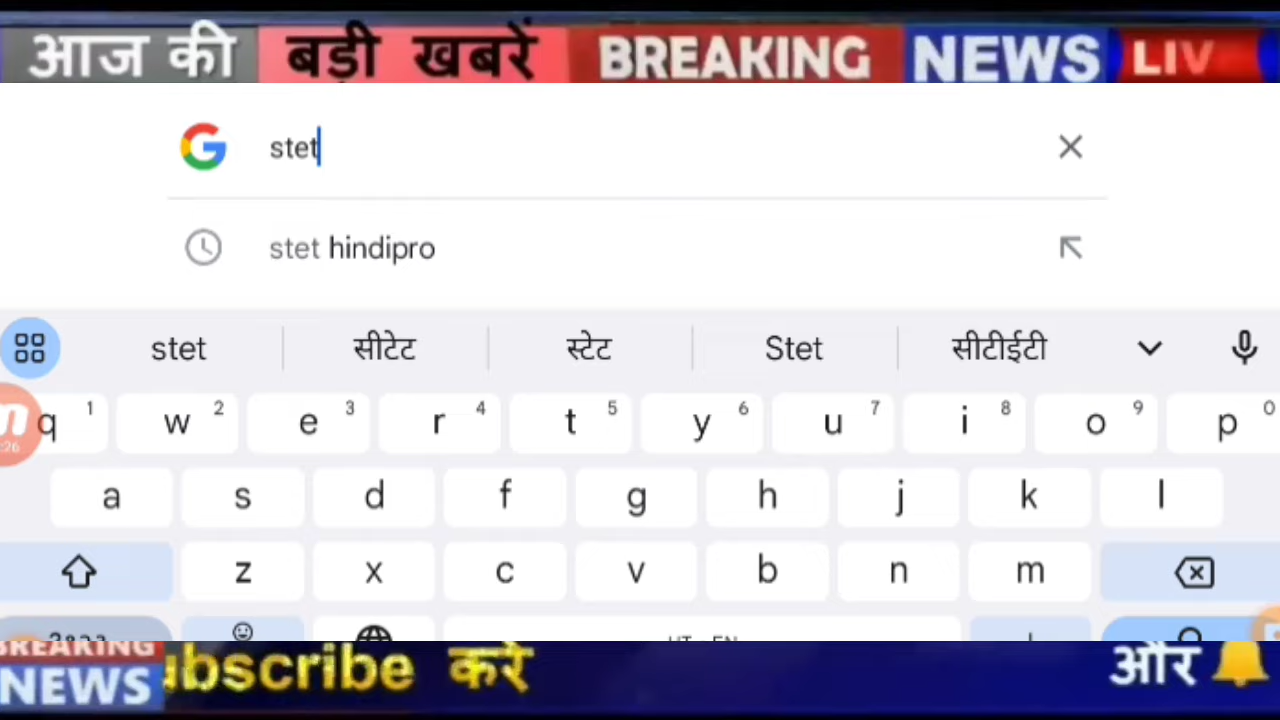 आज की बड़ी खबरें BREAKING NEWS LIV
stet
stet hindipro
stet सीटेट स्टेट Stet सीटीईटी
q 1 w 2 e 3 r 4 t 5 y 6 u 7 i 8 o 9 p 0
:26
a s d f g h j k l
z x c v b n m
BREAKING
NEWS ubscribe करे और